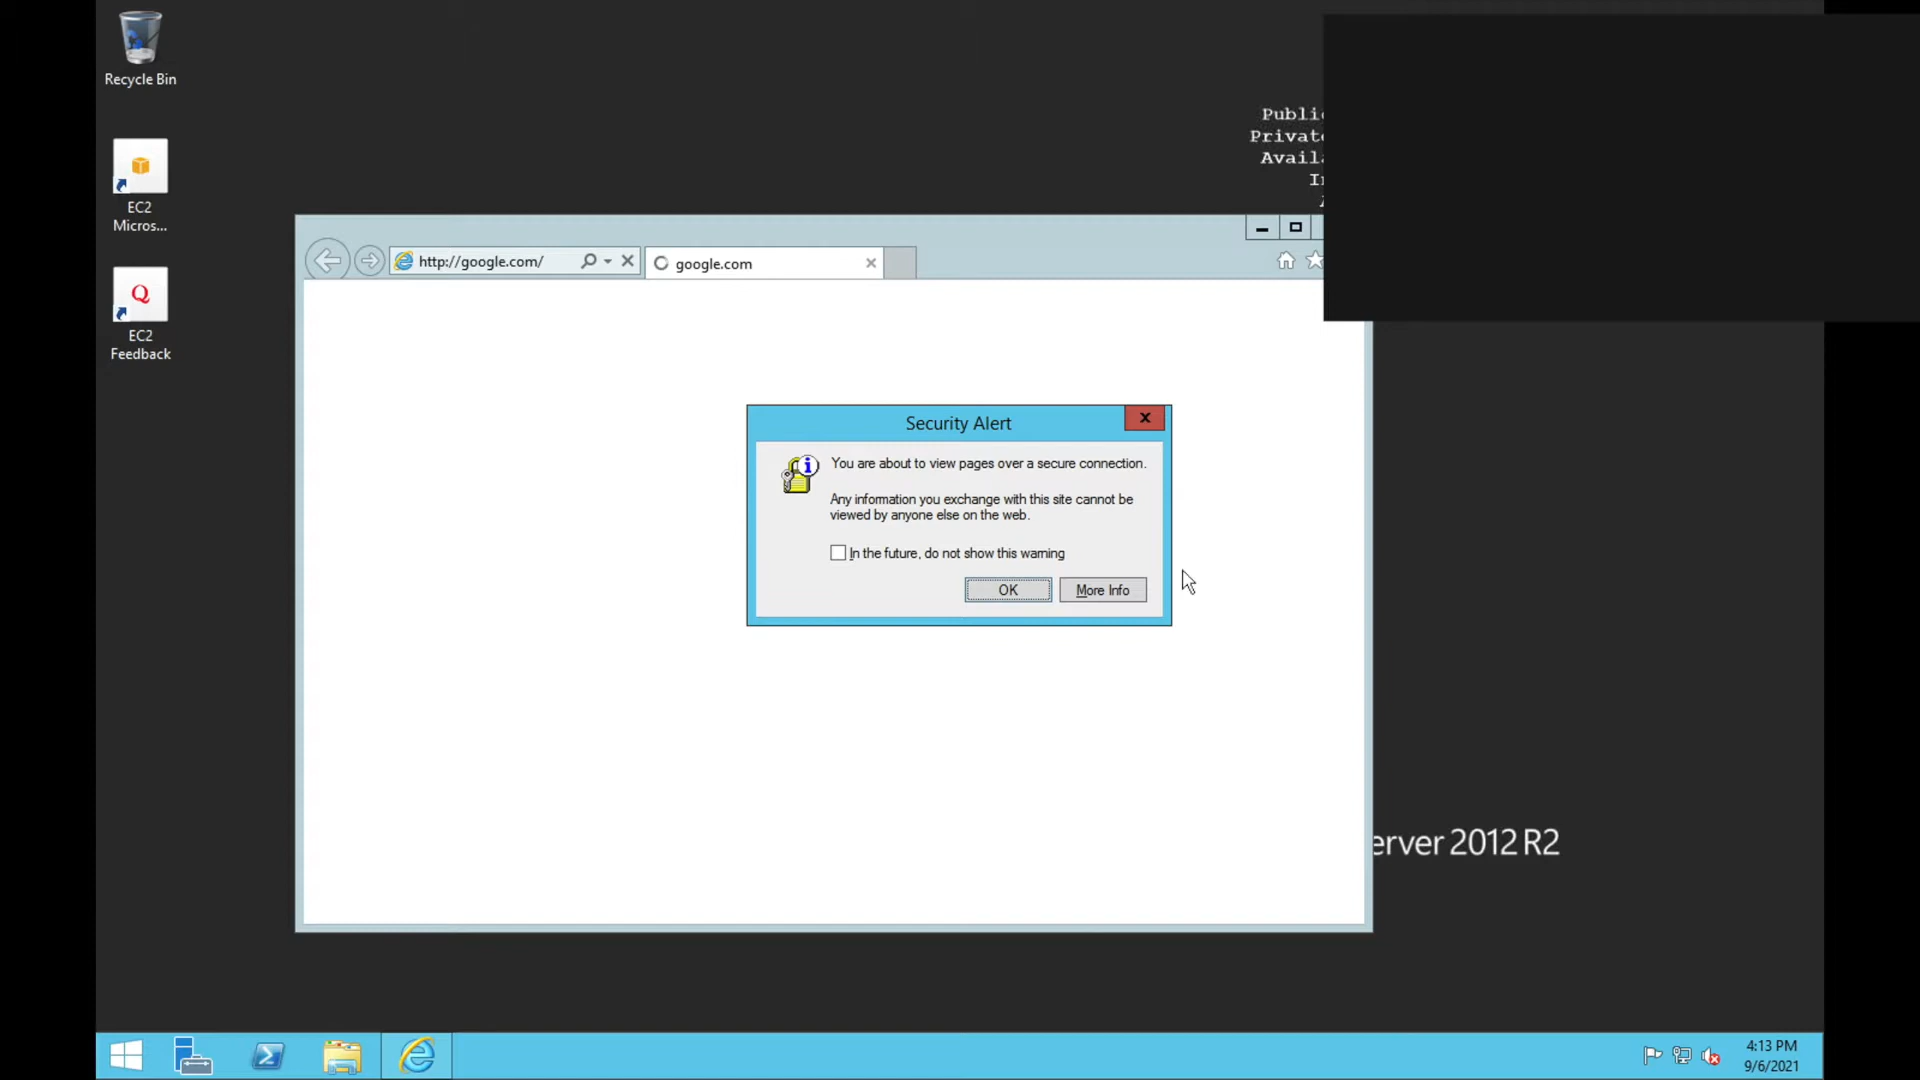 Recycle Bin
EC2
Micros...
EC2
Feedback
Public
Private
Availa
http://google.com/
google.com
Security Alert
You are about to view pages over a secure connection.
Any information you exchange with this site cannot be
viewed by anyone else on the web.
In the future, do not show this warning
OK
More Info
erver 2012 R2
4:13 PM
9/6/2021